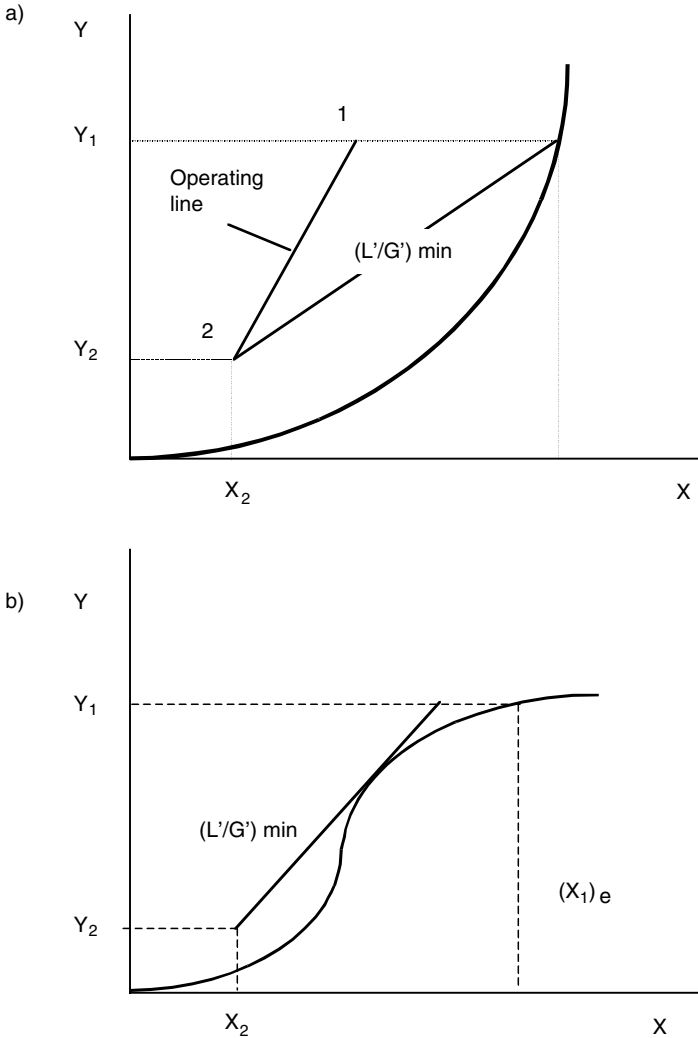 a)
Y
1
Y1
Operating
line
(L'/G') min
2
Y2
X2
X
b)
Y
Y1
(L'/G') min
(X1) e
Y2
X2
X